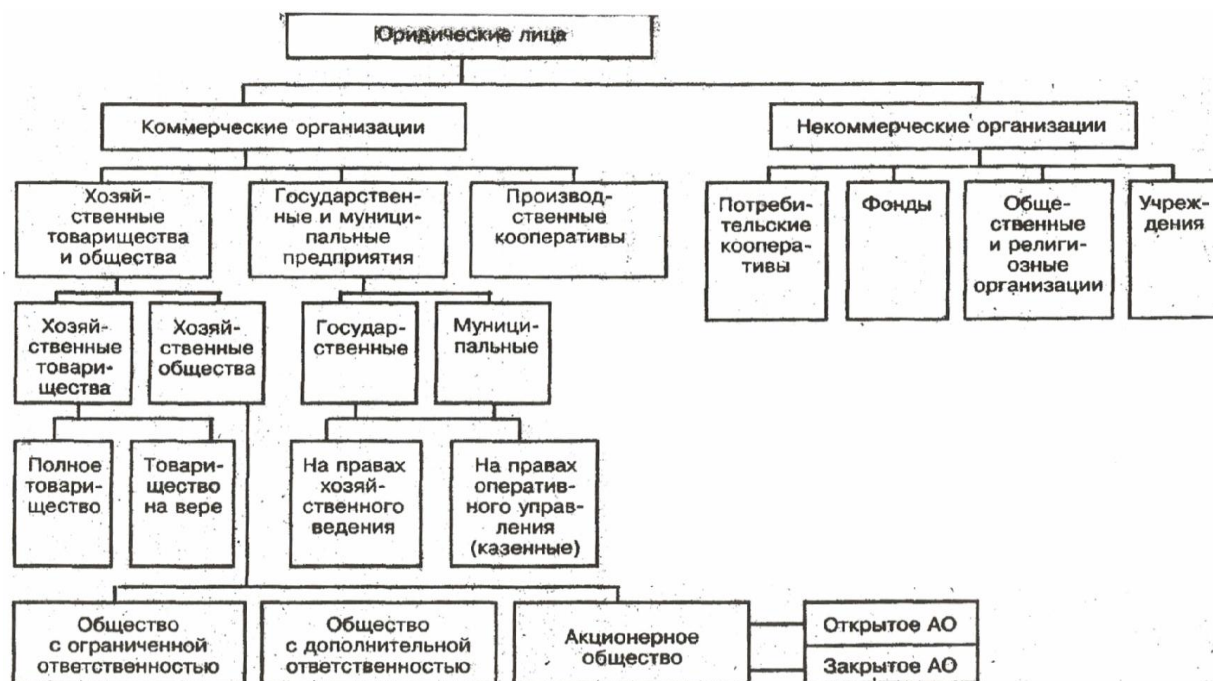 Юридические лица
Коммерческие организации
Некоммерческие организации
Хозяй-
ственные
товарищества
и общества
Государствен-
ные и муници-
пальные
предприятия
Производ-
ственные
кооперативы
Потреби-
тельские
коопера-
тивы
Фонды
Обще-
ственные
и религи-
озные
организации
Учреж-
дения
Хозяй-
ственные
товари-
щества
Хозяй-
ственные
общества
Государ-
ственные
Муници-
пальные
Полное
товари-
щество
Товари-
щество
на вере
На правах
хозяй-
ственного
ведения
На правах
оператив-
ного управ-
ления
(казенные)
Общество
с ограниченной
ответственностью
Общество
с дополнительной
ответственностью
Акционерное
общество
Открытое АО
Закрытое АО